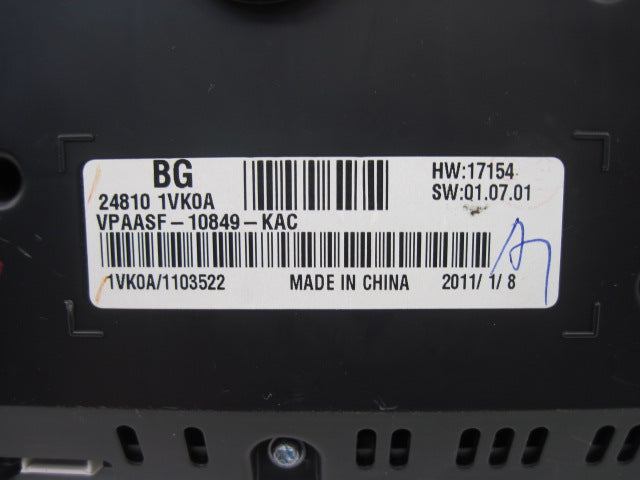 BG
24810 1VK0A
VPAASF-10849-KAC
HW:17154
SW:01.07.01
1VK0A/1103522 MADE IN CHINA 2011/ 1/ 8